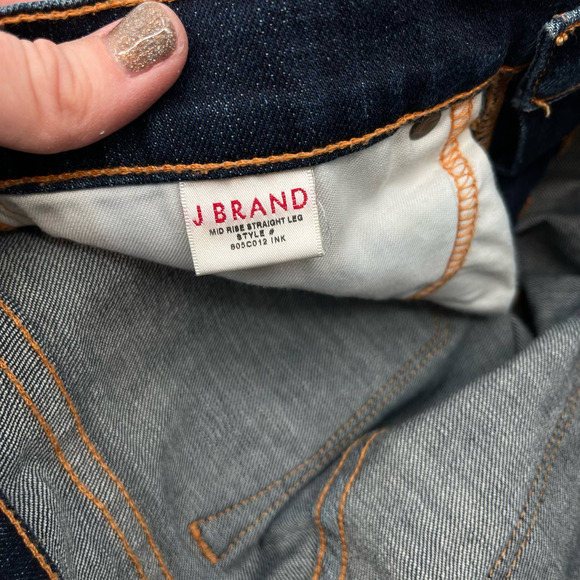 J BRAND
MID RISE STRAIGHT LEG
STYLE #
805C012 INK